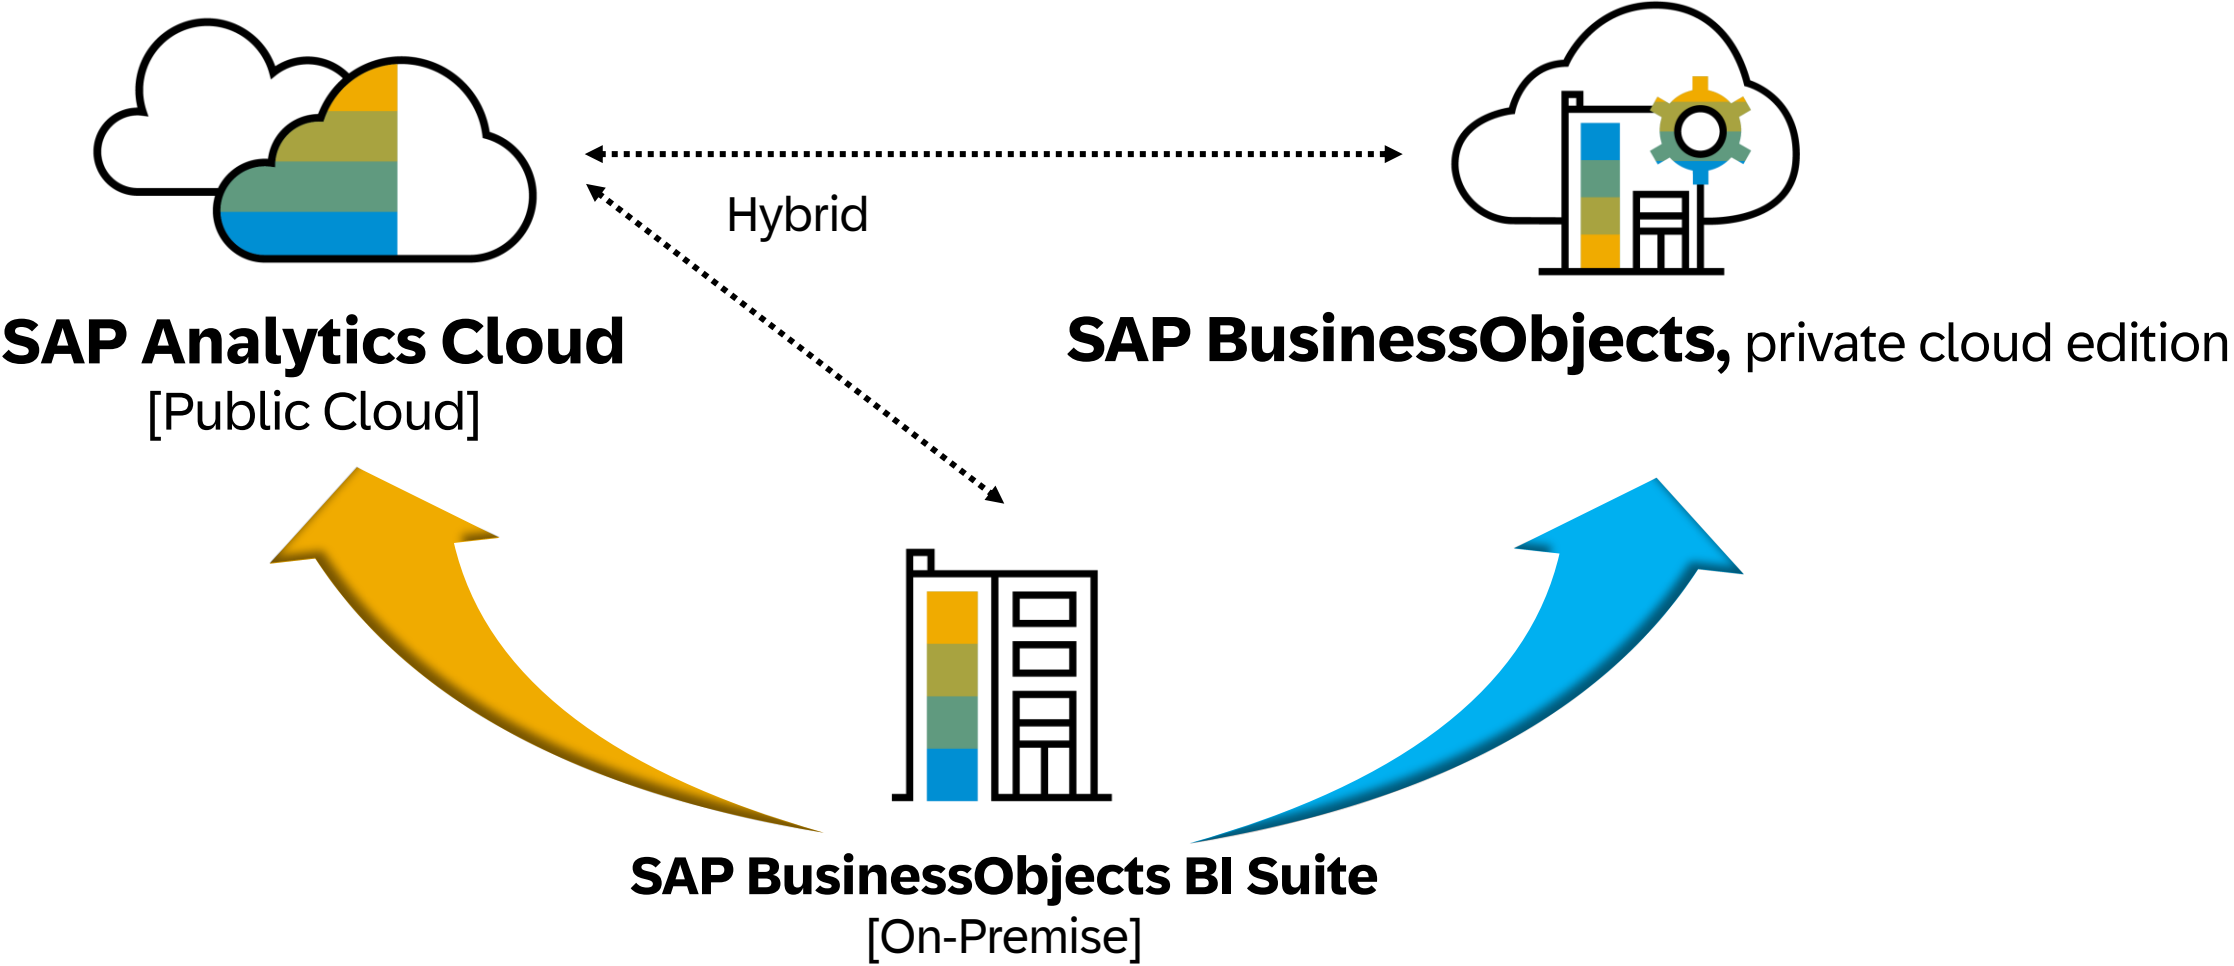 Hybrid
SAP Analytics Cloud
[Public Cloud]
SAP BusinessObjects, private cloud edition
SAP BusinessObjects BI Suite
[On-Premise]